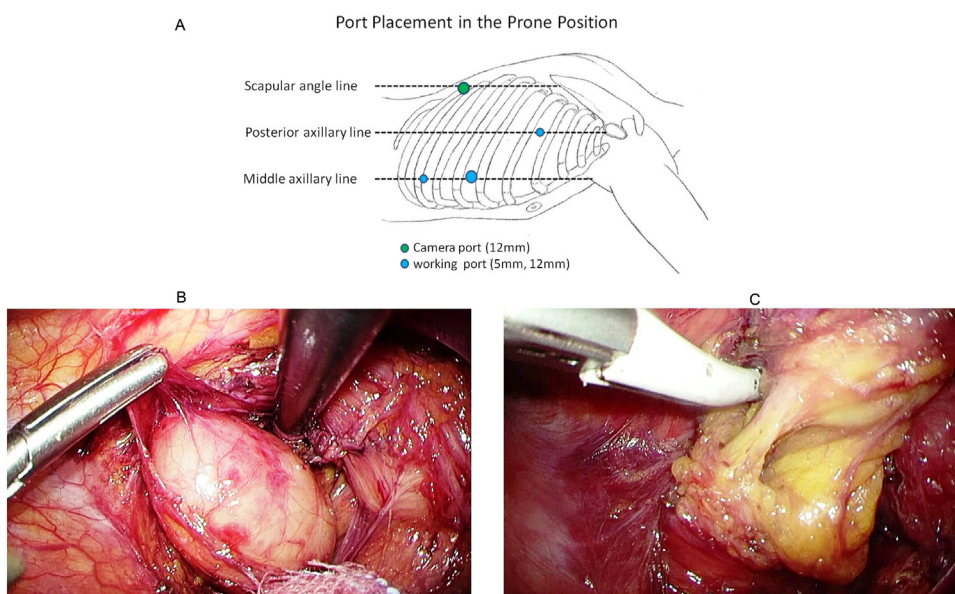 A
Port Placement in the Prone Position
Scapular angle line
Posterior axillary line
Middle axillary line
Camera port (12mm)
working port (5mm, 12mm)
B
C